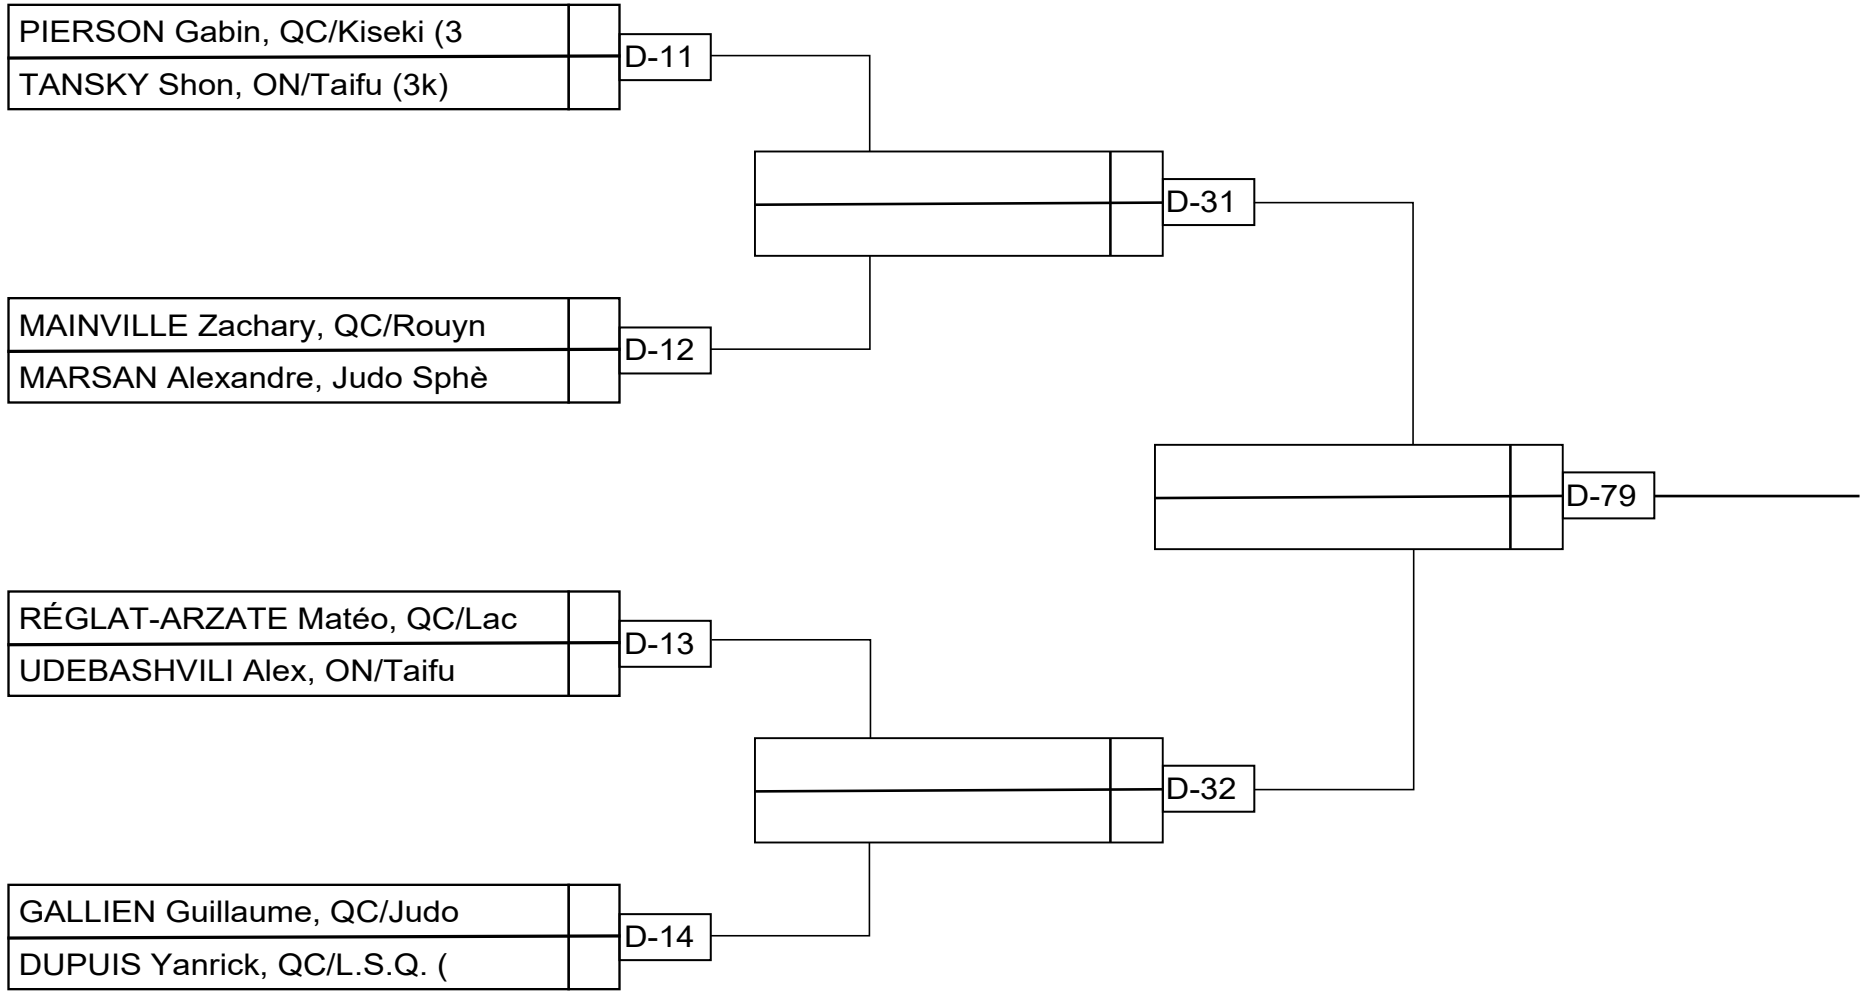 PIERSON Gabin, QC/Kiseki (3
D-11
TANSKY Shon, ON/Taifu (3k)
D-31
MAINVILLE Zachary, QC/Rouyn
D-12
MARSAN Alexandre, Judo Sphè
D-79
RÉGLAT-ARZATE Matéo, QC/Lac
D-13
UDEBASHVILI Alex, ON/Taifu
D-32
GALLIEN Guillaume, QC/Judo
D-14
DUPUIS Yanrick, QC/L.S.Q. (